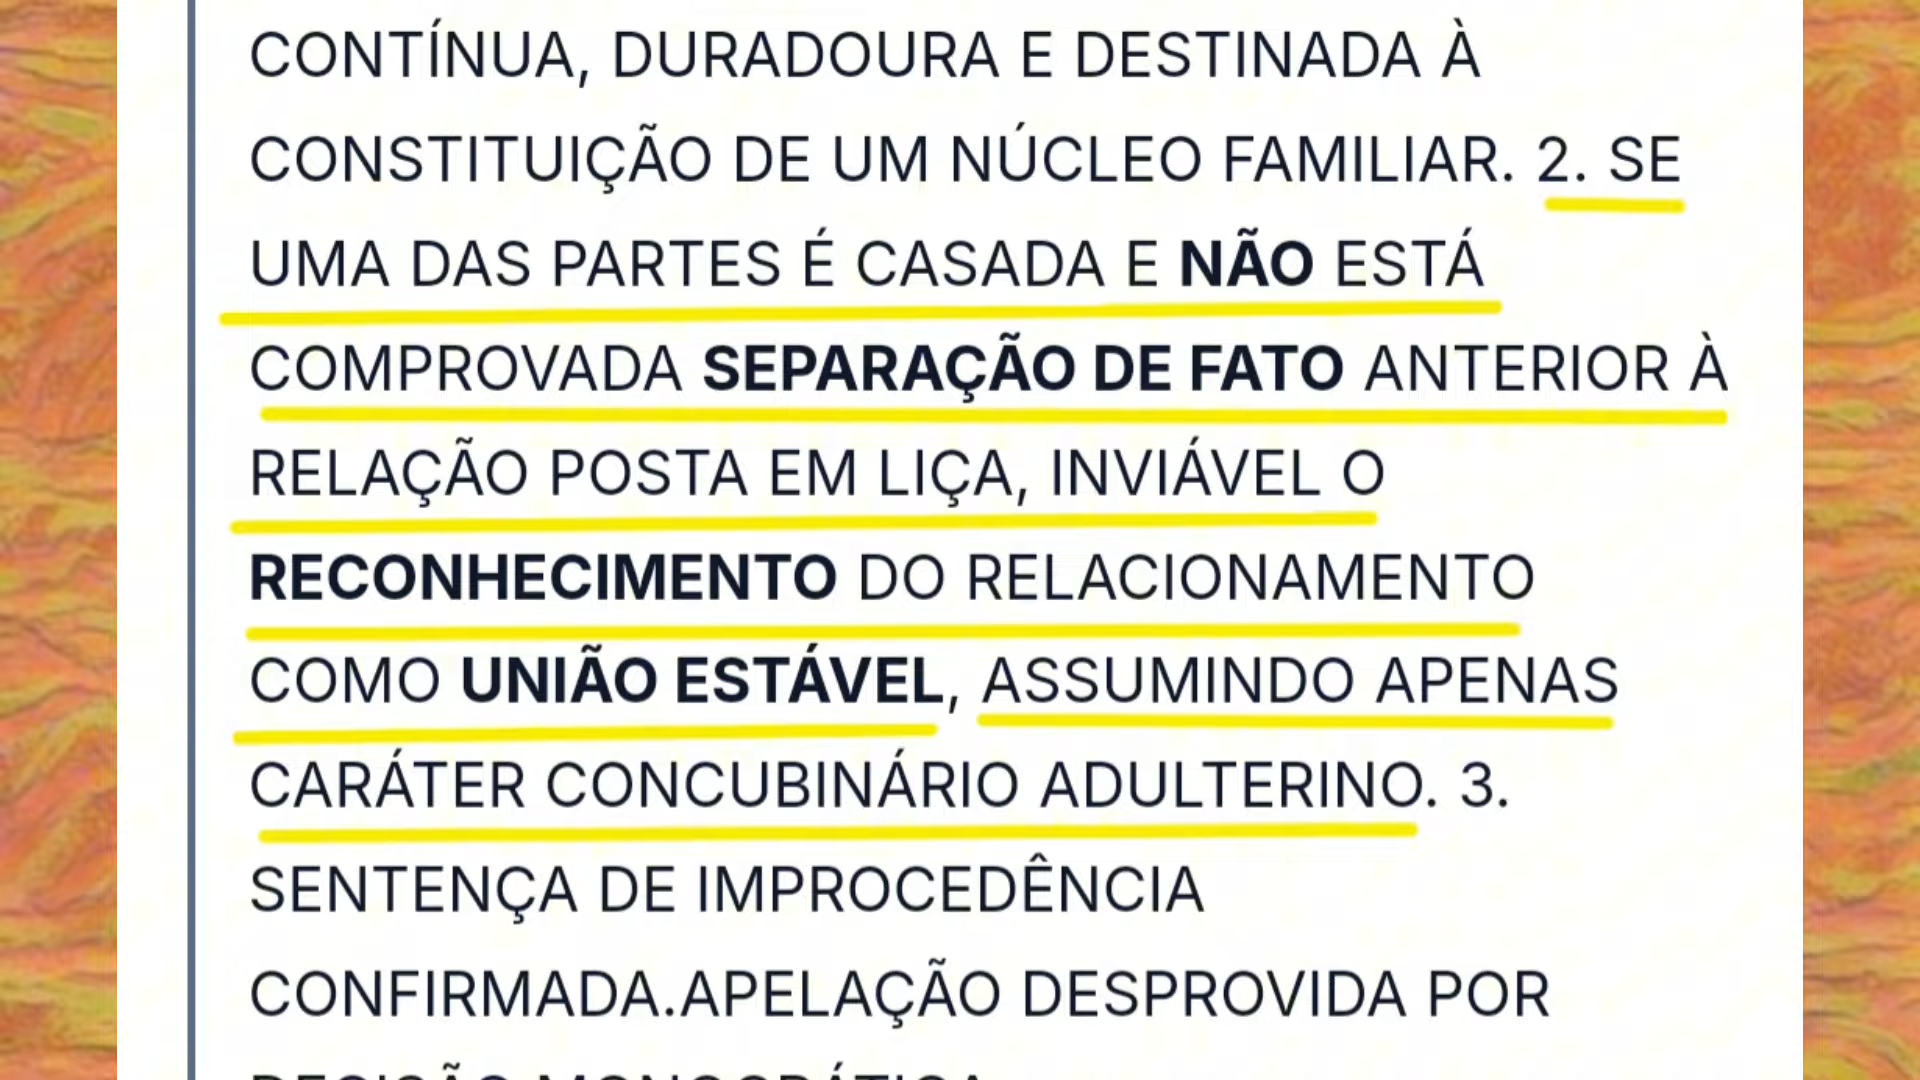 CONTÍNUA, DURADOURA E DESTINADA À
CONSTITUIÇÃO DE UM NÚCLEO FAMILIAR. 2. SE
UMA DAS PARTES É CASADA E NÃO ESTÁ
COMPROVADA SEPARAÇÃO DE FATO ANTERIOR À
RELAÇÃO POSTA EM LIÇA, INVIÁVEL O
RECONHECIMENTO DO RELACIONAMENTO
COMO UNIÃO ESTÁVEL, ASSUMINDO APENAS
CARÁTER CONCUBINÁRIO ADULTERINO. 3.
SENTENÇA DE IMPROCEDÊNCIA
CONFIRMADA.APELAÇÃO DESPROVIDA POR
DECISÃO MONOCRÁTICA